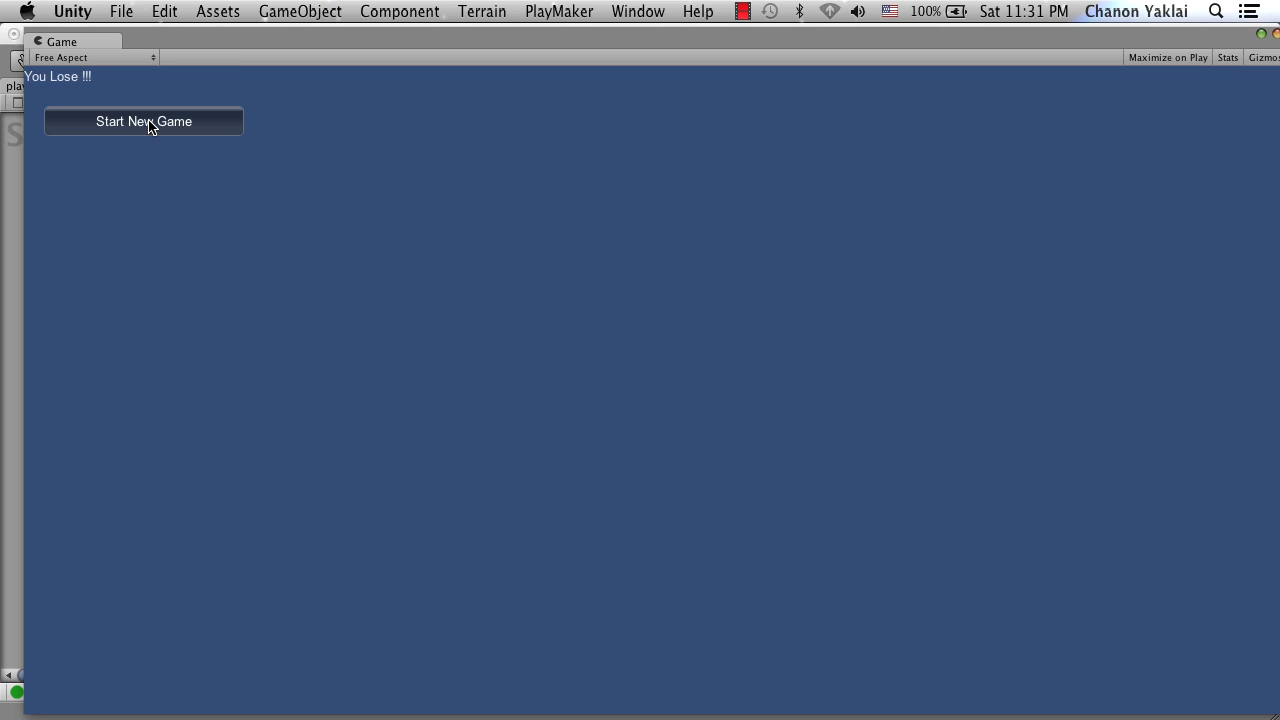 Unity File Edit Assets GameObject Component Terrain PlayMaker Window Help 100% Sat 11:31 PM Chanon Yaklai
Game
Free Aspect Maximize on Play Stats Gizmos
You Lose !!!
Start New Game